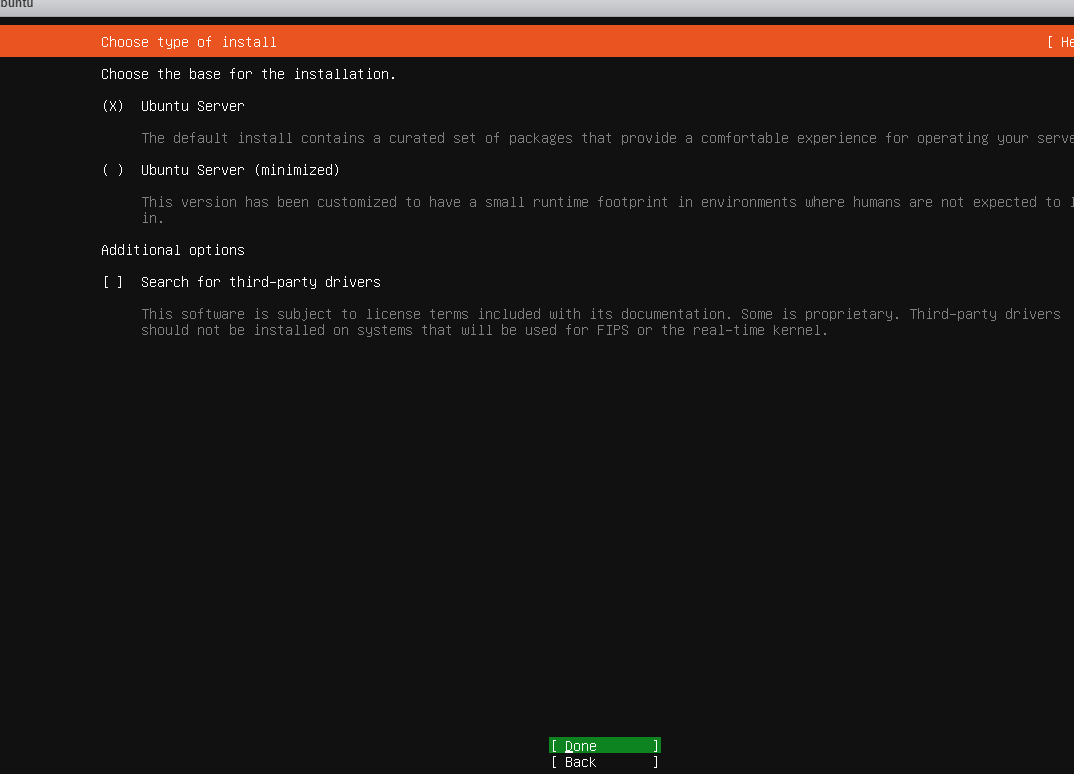 buntu
Choose type of install [ He
Choose the base for the installation.
(X) Ubuntu Server
The default install contains a curated set of packages that provide a comfortable experience for operating your serve
( ) Ubuntu Server (minimized)
This version has been customized to have a small runtime footprint in environments where humans are not expected to l
in.
Additional options
[ ] Search for third-party drivers
This software is subject to license terms included with its documentation. Some is proprietary. Third-party drivers
should not be installed on systems that will be used for FIPS or the real-time kernel.
[ Done ]
[ Back ]